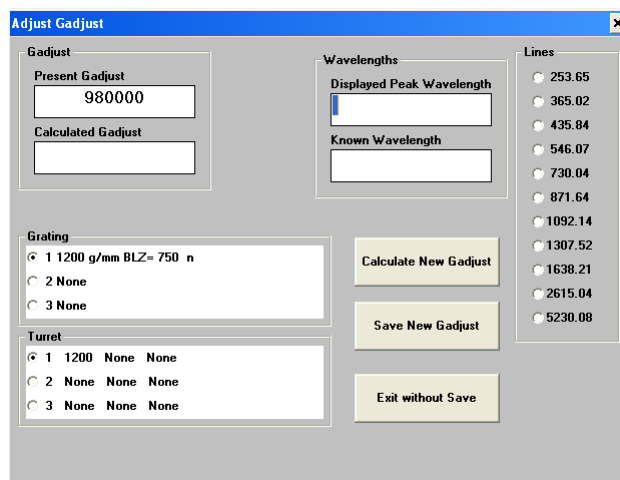 Adjust Gadjust
Gadjust
Present Gadjust
980000
Calculated Gadjust
Wavelengths
Displayed Peak Wavelength
Known Wavelength
Lines
253.65
365.02
435.84
546.07
730.04
871.64
1092.14
1307.52
1638.21
2615.04
5230.08
Grating
1 1200 g/mm BLZ= 750 n
2 None
3 None
Turret
1 1200 None None
2 None None None
3 None None None
Calculate New Gadjust
Save New Gadjust
Exit without Save